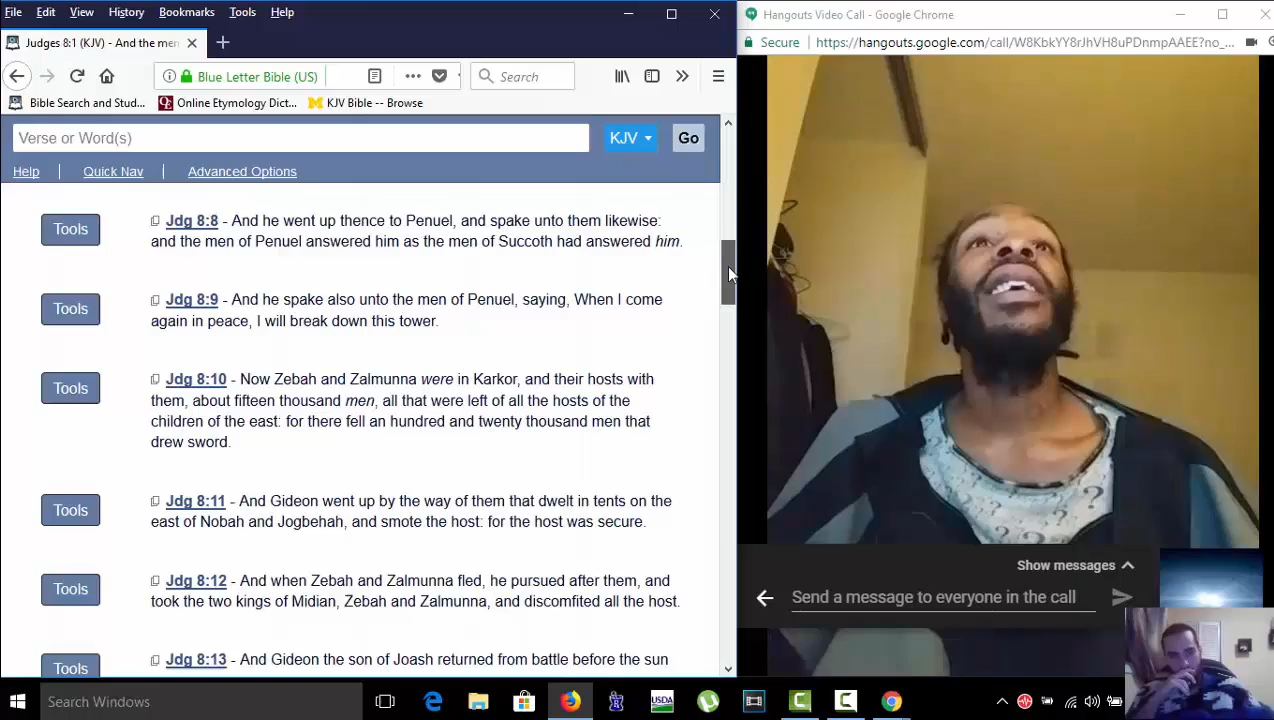 File Edit View History Bookmarks Tools Help
Judges 8:1 (KJV) - And the men
Blue Letter Bible (US)
Search
Bible Search and Stud...
OE
Online Etymology Dict...
M
KJV Bible -- Browse
Verse or Word(s)
KJV
Go
Help
Quick Nav
Advanced Options
Tools
Jdg 8:8 - And he went up thence to Penuel, and spake unto them likewise:
and the men of Penuel answered him as the men of Succoth had answered him.
Tools
Jdg 8:9 - And he spake also unto the men of Penuel, saying, When I come
again in peace, I will break down this tower.
Tools
Jdg 8:10 - Now Zebah and Zalmunna were in Karkor, and their hosts with
them, about fifteen thousand men, all that were left of all the hosts of the
children of the east: for there fell an hundred and twenty thousand men that
drew sword.
Tools
Jdg 8:11 - And Gideon went up by the way of them that dwelt in tents on the
east of Nobah and Jogbehah, and smote the host: for the host was secure.
Tools
Jdg 8:12 - And when Zebah and Zalmunna fled, he pursued after them, and
took the two kings of Midian, Zebah and Zalmunna, and discomfited all the host.
Tools
Jdg 8:13 - And Gideon the son of Joash returned from battle before the sun
Hangouts Video Call - Google Chrome
Secure
https://hangouts.google.com/call/W8KbkYY8rJhVH8uPDnmpAAEE?no_...
Show messages
Send a message to everyone in the call
Search Windows
USDA